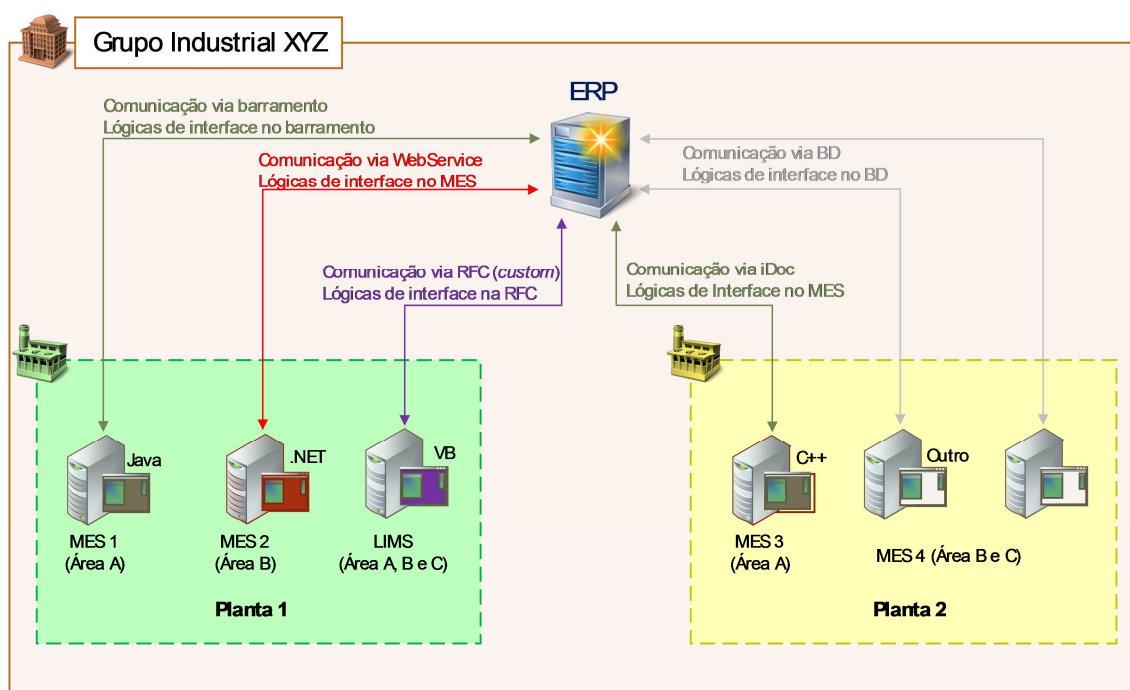 Grupo Industrial XYZ
ERP
Comunicação via barramento
Lógicas de interface no barramento
Comunicação via WebService
Lógicas de interface no MES
Comunicação via BD
Lógicas de interface no BD
Comunicação via RFC (custom)
Lógicas de interface na RFC
Comunicação via iDoc
Lógicas de Interface no MES
Java
.NET
VB
C++
Outro
MES 1
(Área A)
MES 2
(Área B)
LIMS
(Área A, B e C)
MES 3
(Área A)
MES 4 (Área B e C)
Planta 1
Planta 2